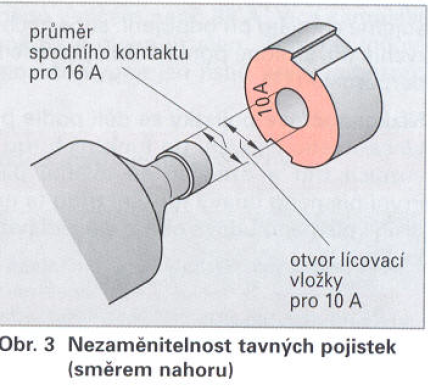 průměr
spodního kontaktu
pro 16 A
10A
otvor lícovací
vložky
pro 10 A
Obr. 3 Nezaměnitelnost tavných pojistek
(směrem nahoru)